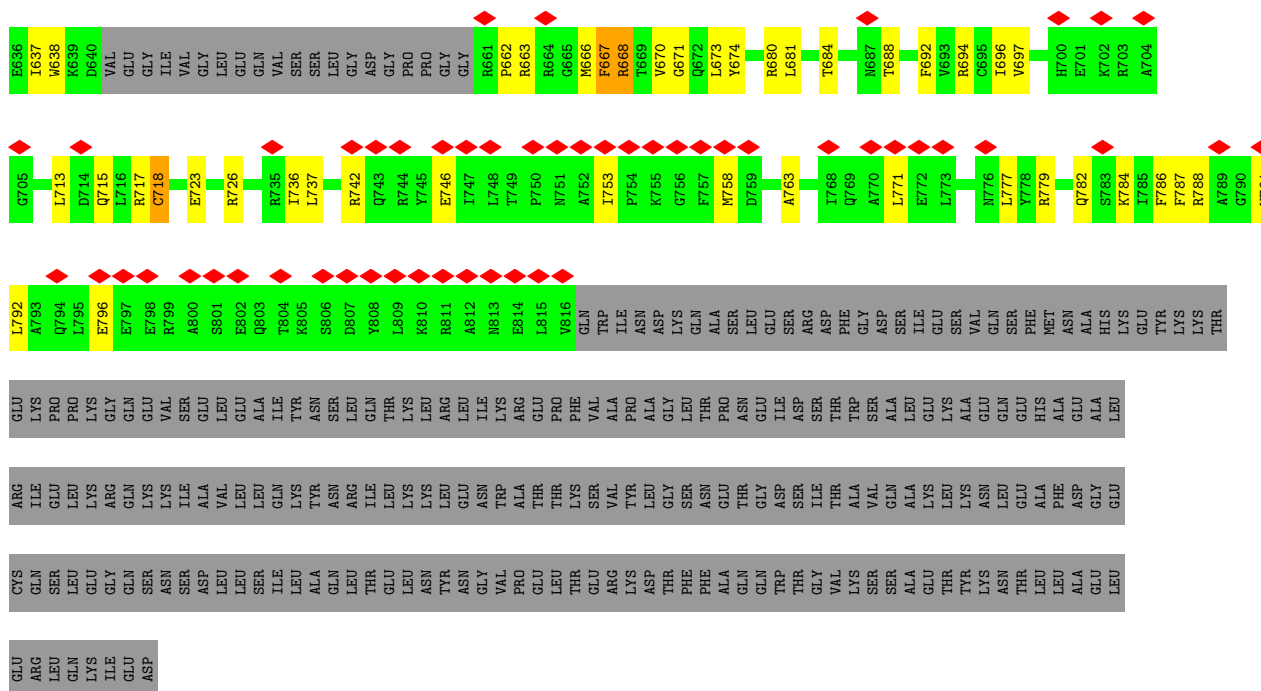 E636 I637 W638 K639 D640 VAL GLU GLY ILE VAL GLY LEU GLU GLN VAL SER SER LEU GLY ASP GLY PRO PRO GLY GLY R661 P662 R663 R664 G665 M666 F667 R668 T669 V670 G671 Q672 L673 Y674 R680 L681 T684 N687 T688 F692 V693 R694 C695 I696 V697 H700 E701 K702 R703 A704
G705 L713 D714 Q715 L716 R717 C718 E723 R726 R735 I736 L737 R742 Q743 R744 Y745 E746 I747 L748 T749 P750 N751 A752 I753 P754 K755 G756 F757 M758 D759 A763 I768 Q769 A770 L771 E772 L773 N776 L777 Y778 R779 Q782 S783 K784 I785 F786 F787 R788 A789 G790
L792 A793 Q794 L795 E796 E797 E798 R799 A800 S801 E802 Q803 T804 K805 S806 D807 Y808 L809 K810 R811 A812 N813 E814 L815 V816 GLN TRP ILE ASN ASP LYS GLN ALA SER LEU GLU SER ARG ASP PHE GLY ASP SER ILE GLU SER VAL GLN SER PHE MET ASN ALA HIS LYS GLU TYR LYS LYS THR
GLU LYS PRO PRO LYS GLY GLN GLU VAL SER GLU LEU GLU ALA ILE TYR ASN SER LEU GLN THR LYS LEU ARG LEU ILE LYS ARG GLU PRO PHE VAL ALA PRO ALA GLY LEU THR PRO ASN GLU ILE ASP SER THR TRP SER ALA LEU GLU LYS ALA GLU GLN GLU HIS ALA GLU ALA LEU
ARG ILE GLU LEU LYS ARG GLN LYS LYS ILE ALA VAL LEU LEU GLN LYS TYR ASN ARG ILE LEU LYS LYS LEU GLU ASN TRP ALA THR THR LYS SER VAL TYR LEU GLY SER ASN GLU THR GLY ASP SER ILE THR ALA VAL GLN ALA LYS LEU LYS ASN LEU GLU ALA PHE ASP GLY GLU
CYS GLN SER LEU GLU GLY GLN SER ASN SER ASP LEU LEU SER ILE LEU ALA GLN LEU THR GLU LEU ASN TYR ASN GLY VAL PRO GLU LEU THR GLU ARG LYS ASP THR PHE PHE ALA GLN GLN TRP THR GLY VAL LYS SER SER ALA GLU THR TYR LYS ASN THR LEU LEU ALA GLU LEU
GLU ARG LEU GLN LYS ILE GLU ASP